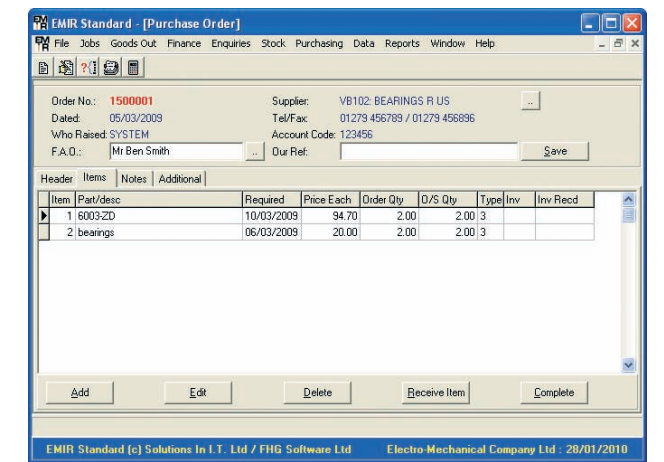 EMIR Standard - [Purchase Order]
File Jobs Goods Out Finance Enquiries Stock Purchasing Data Reports Window Help
Order No.: 1500001 Supplier: VB102: BEARINGS R US ..
Dated: 05/03/2009 Tel/Fax: 01279 456789 / 01279 456896
Who Raised: SYSTEM Account Code: 123456
F.A.O.: Mr Ben Smith .. Our Ref: Save
Header Items Notes Additional
Item Part/desc Required Price Each Order Qty O/S Qty Type Inv Inv Recd
1 6003-ZD 10/03/2009 94.70 2.00 2.00 3
2 bearings 06/03/2009 20.00 2.00 2.00 3
Add Edit Delete Receive Item Complete
EMIR Standard (c) Solutions In I.T. Ltd / FHG Software Ltd Electro-Mechanical Company Ltd : 28/01/2010